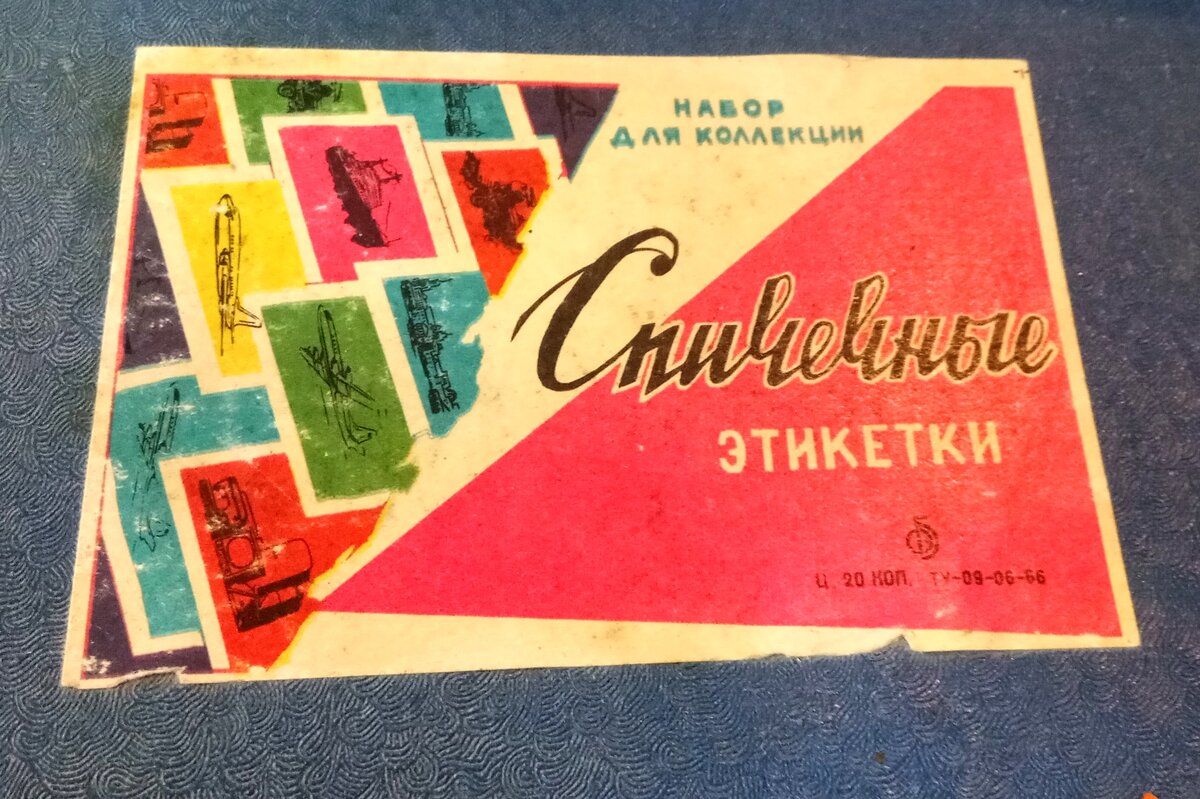 НАБОР
ДЛЯ КОЛЛЕКЦИИ
Спичечные
ЭТИКЕТКИ
Ц. 20 КОП. ТУ-09-06-66